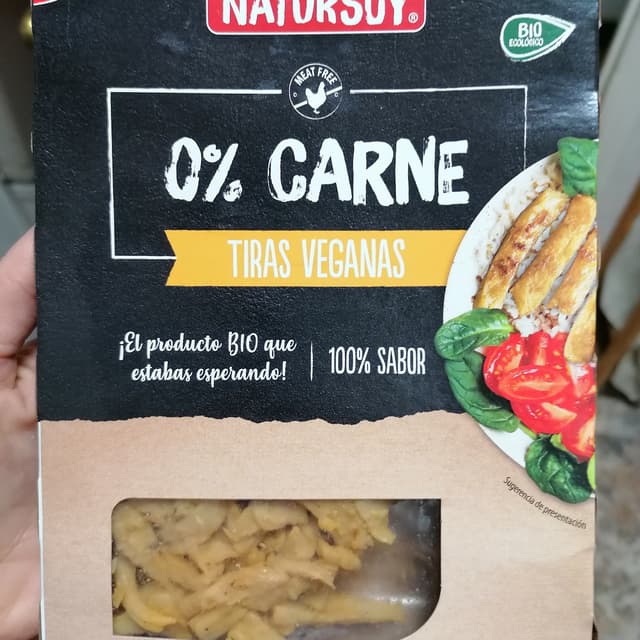 NATURSOY®
BIO
ECOLÓGICO
MEAT FREE
0% CARNE
TIRAS VEGANAS
¡El producto BIO que
estabas esperando!
100% SABOR
Sugerencia de presentación